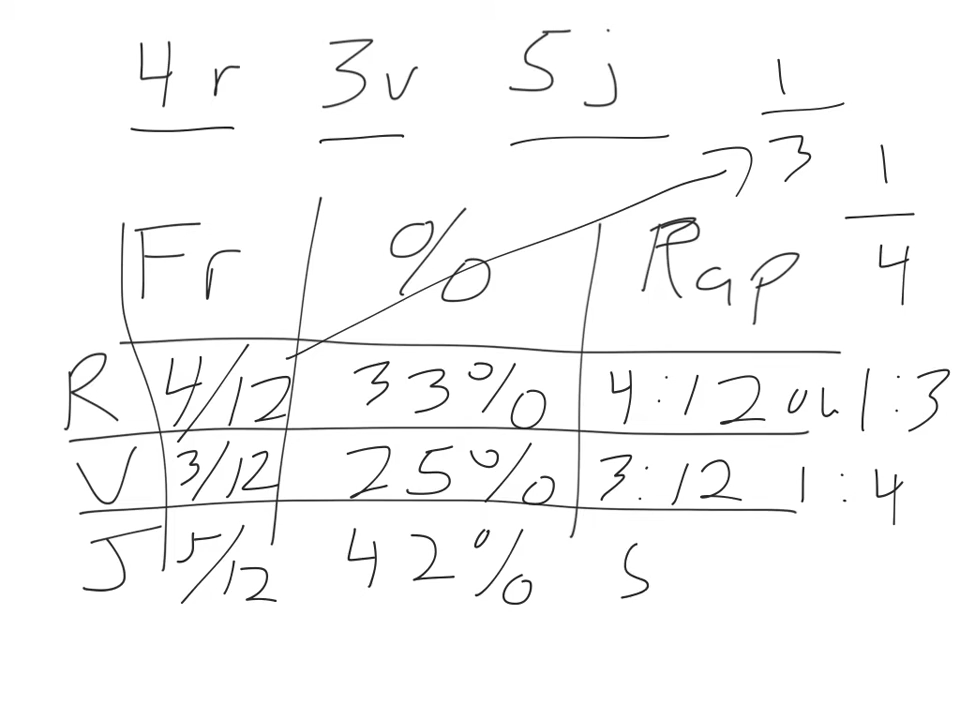 4 r 3 v 5 j 1/3 1/4
Fr % Rap
R 4/12 33% 4:12 ou 1:3
V 3/12 25% 3:12 1:4
J 5/12 42% 5